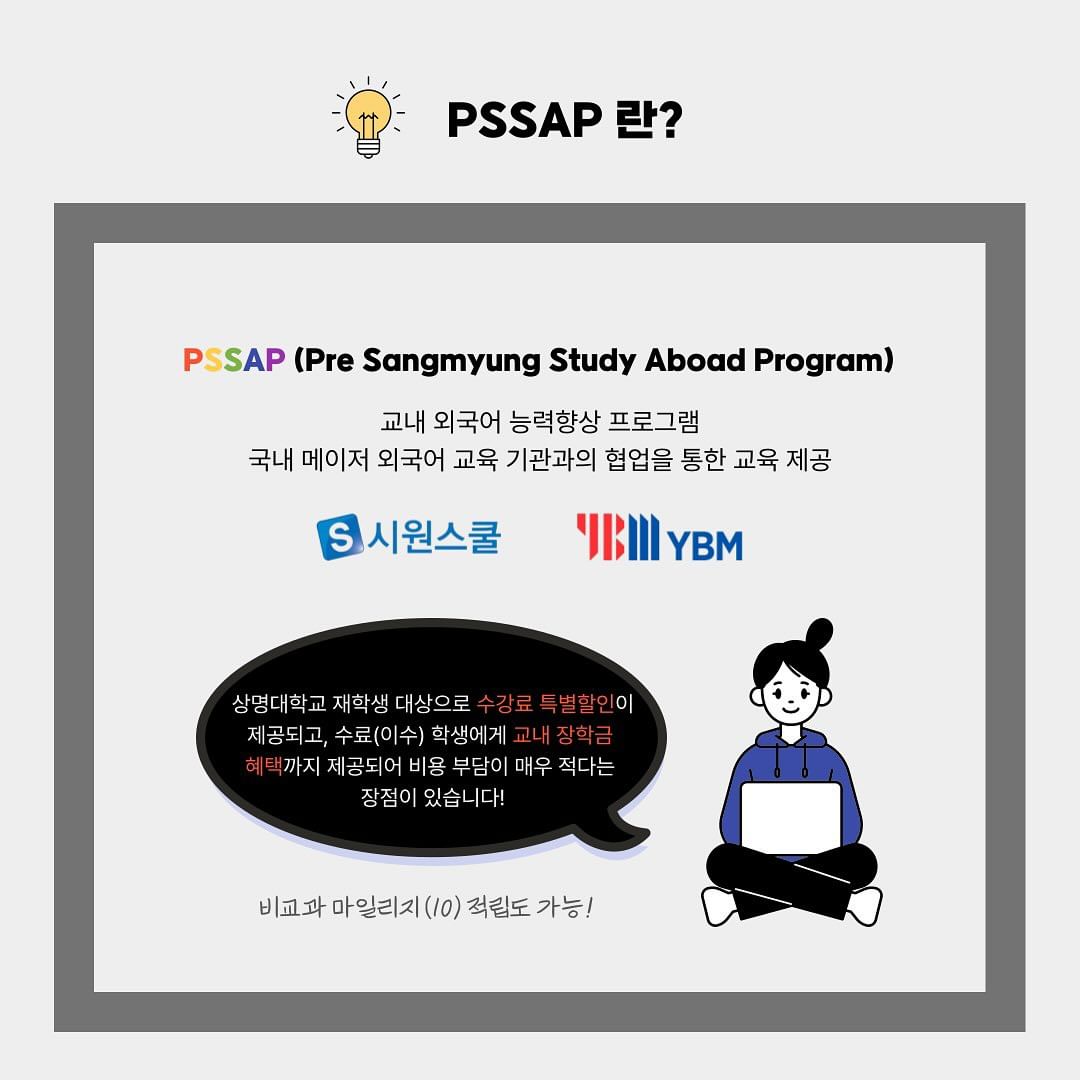 PSSAP 란?
PSSAP (Pre Sangmyung Study Aboad Program)
교내 외국어 능력향상 프로그램
국내 메이저 외국어 교육 기관과의 협업을 통한 교육 제공
S 시원스쿨
YBM YBM
상명대학교 재학생 대상으로 수강료 특별할인이
제공되고, 수료(이수) 학생에게 교내 장학금
혜택까지 제공되어 비용 부담이 매우 적다는
장점이 있습니다!
비교과 마일리지(10) 적립도 가능!